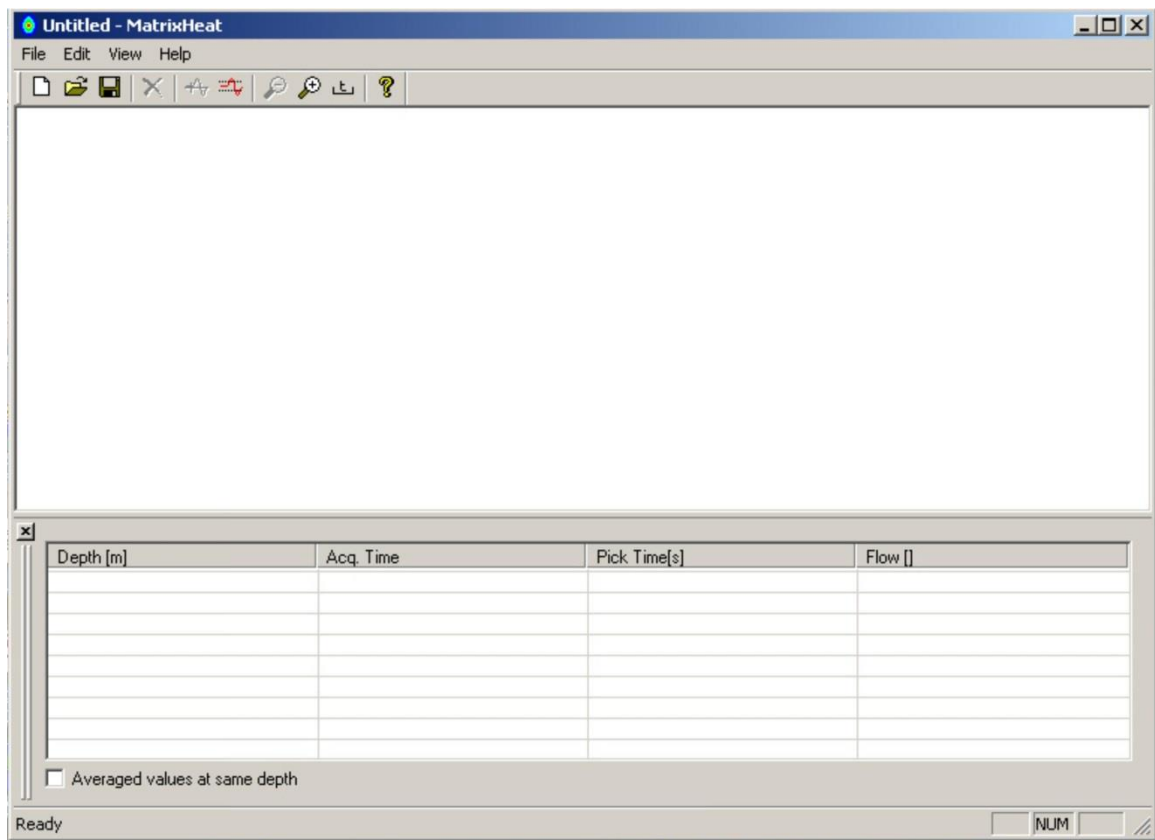 Untitled - MatrixHeat
File Edit View Help
Depth [m] Acq. Time Pick Time[s] Flow []
Averaged values at same depth
Ready NUM